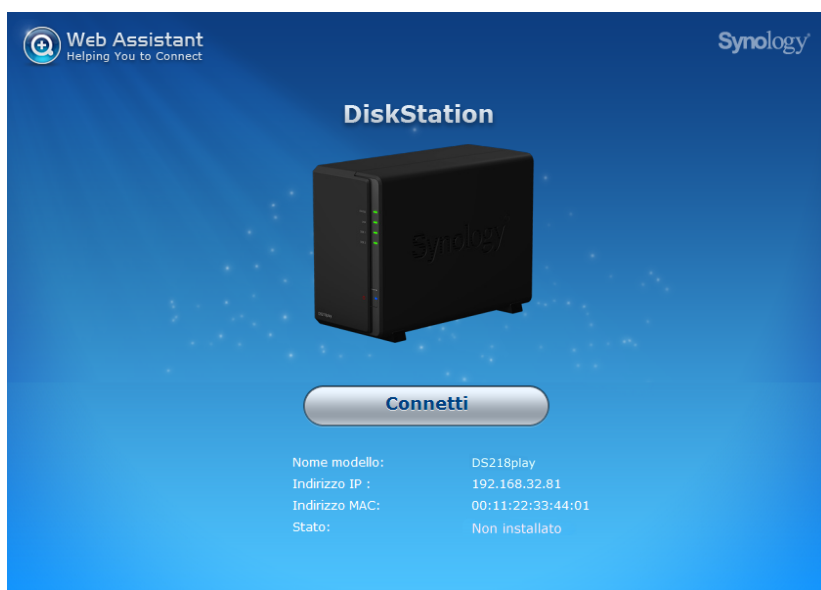 Web Assistant
Helping You to Connect
Synology
DiskStation
Synology
Connetti
Nome modello: DS218play
Indirizzo IP : 192.168.32.81
Indirizzo MAC: 00:11:22:33:44:01
Stato: Non installato